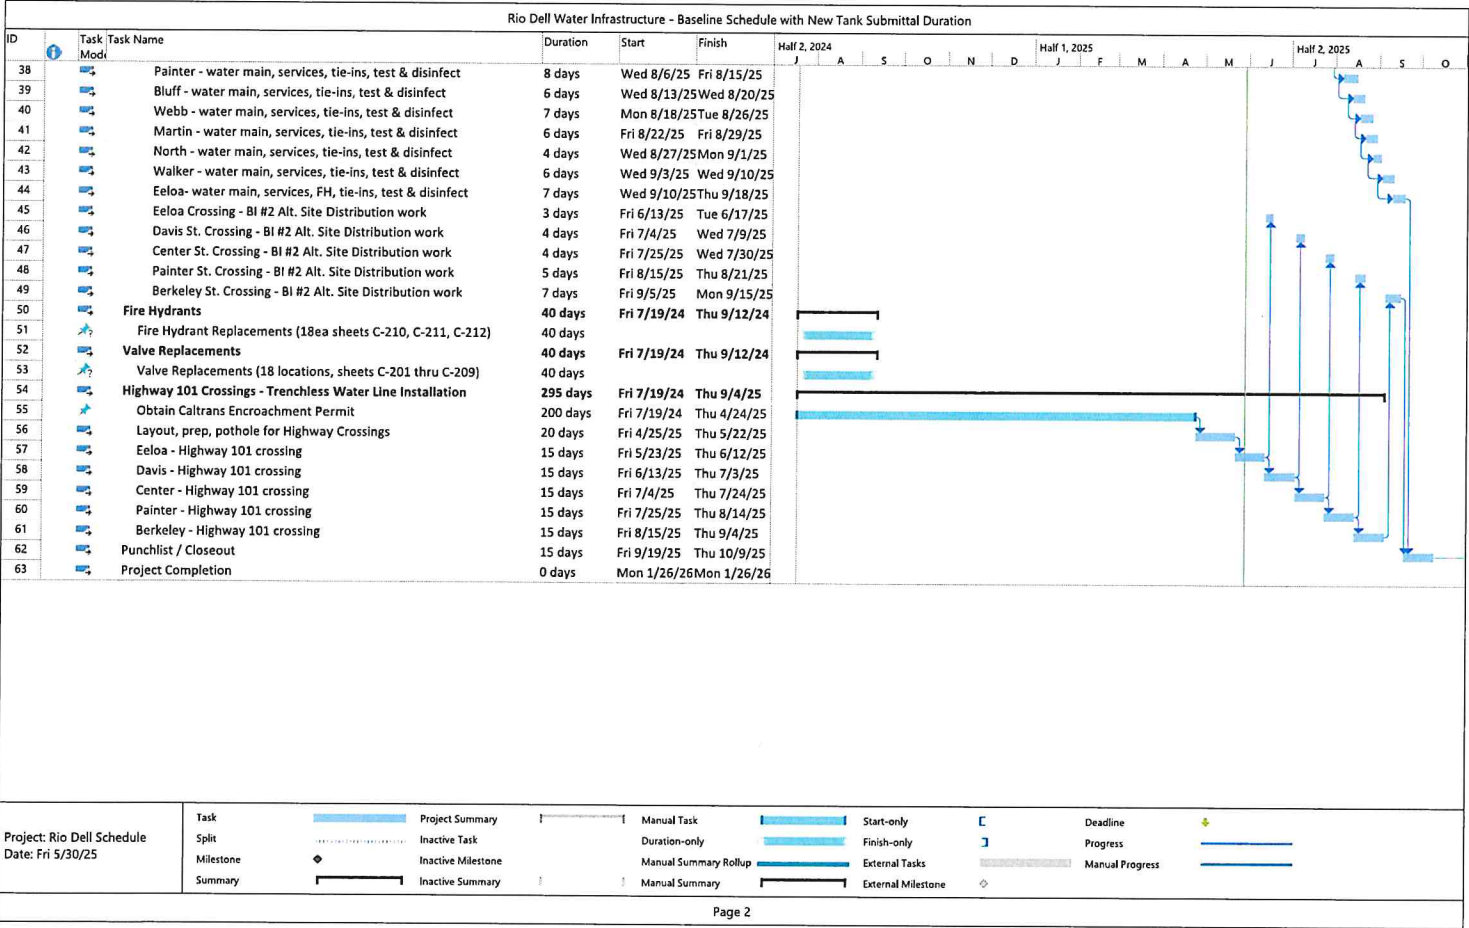 Rio Dell Water Infrastructure - Baseline Schedule with New Tank Submittal Duration
ID Task Mode Task Name Duration Start Finish Half 2, 2024 Half 1, 2025 Half 2, 2025
J A S O N D J F M A M J J A S O
38 Painter - water main, services, tie-ins, test & disinfect 8 days Wed 8/6/25 Fri 8/15/25
39 Bluff - water main, services, tie-ins, test & disinfect 6 days Wed 8/13/25 Wed 8/20/25
40 Webb - water main, services, tie-ins, test & disinfect 7 days Mon 8/18/25 Tue 8/26/25
41 Martin - water main, services, tie-ins, test & disinfect 6 days Fri 8/22/25 Fri 8/29/25
42 North - water main, services, tie-ins, test & disinfect 4 days Wed 8/27/25 Mon 9/1/25
43 Walker - water main, services, tie-ins, test & disinfect 6 days Wed 9/3/25 Wed 9/10/25
44 Eeloa- water main, services, FH, tie-ins, test & disinfect 7 days Wed 9/10/25 Thu 9/18/25
45 Eeloa Crossing - BI #2 Alt. Site Distribution work 3 days Fri 6/13/25 Tue 6/17/25
46 Davis St. Crossing - BI #2 Alt. Site Distribution work 4 days Fri 7/4/25 Wed 7/9/25
47 Center St. Crossing - BI #2 Alt. Site Distribution work 4 days Fri 7/25/25 Wed 7/30/25
48 Painter St. Crossing - BI #2 Alt. Site Distribution work 5 days Fri 8/15/25 Thu 8/21/25
49 Berkeley St. Crossing - BI #2 Alt. Site Distribution work 7 days Fri 9/5/25 Mon 9/15/25
50 Fire Hydrants 40 days Fri 7/19/24 Thu 9/12/24
51 Fire Hydrant Replacements (18ea sheets C-210, C-211, C-212) 40 days
52 Valve Replacements 40 days Fri 7/19/24 Thu 9/12/24
53 Valve Replacements (18 locations, sheets C-201 thru C-209) 40 days
54 Highway 101 Crossings - Trenchless Water Line Installation 295 days Fri 7/19/24 Thu 9/4/25
55 Obtain Caltrans Encroachment Permit 200 days Fri 7/19/24 Thu 4/24/25
56 Layout, prep, pothole for Highway Crossings 20 days Fri 4/25/25 Thu 5/22/25
57 Eeloa - Highway 101 crossing 15 days Fri 5/23/25 Thu 6/12/25
58 Davis - Highway 101 crossing 15 days Fri 6/13/25 Thu 7/3/25
59 Center - Highway 101 crossing 15 days Fri 7/4/25 Thu 7/24/25
60 Painter - Highway 101 crossing 15 days Fri 7/25/25 Thu 8/14/25
61 Berkeley - Highway 101 crossing 15 days Fri 8/15/25 Thu 9/4/25
62 Punchlist / Closeout 15 days Fri 9/19/25 Thu 10/9/25
63 Project Completion 0 days Mon 1/26/26 Mon 1/26/26
Project: Rio Dell Schedule
Date: Fri 5/30/25
Task Project Summary Manual Task Start-only Deadline
Split Inactive Task Duration-only Finish-only Progress
Milestone Inactive Milestone Manual Summary Rollup External Tasks Manual Progress
Summary Inactive Summary Manual Summary External Milestone
Page 2